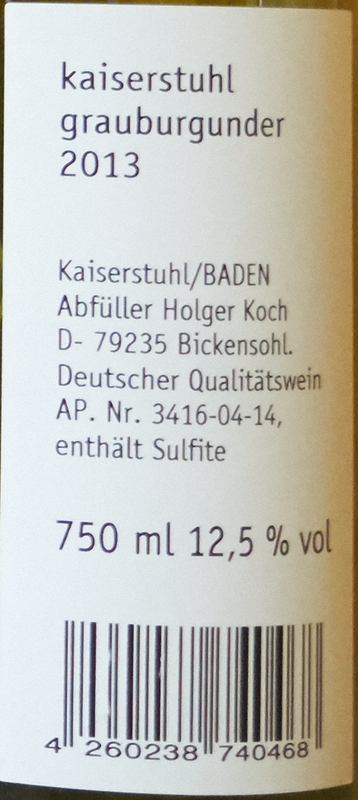 kaiserstuhl
grauburgunder
2013
Kaiserstuhl/BADEN
Abfüller Holger Koch
D- 79235 Bickensohl.
Deutscher Qualitätswein
AP. Nr. 3416-04-14,
enthält Sulfite
750 ml 12,5 % vol
4 260238 740468